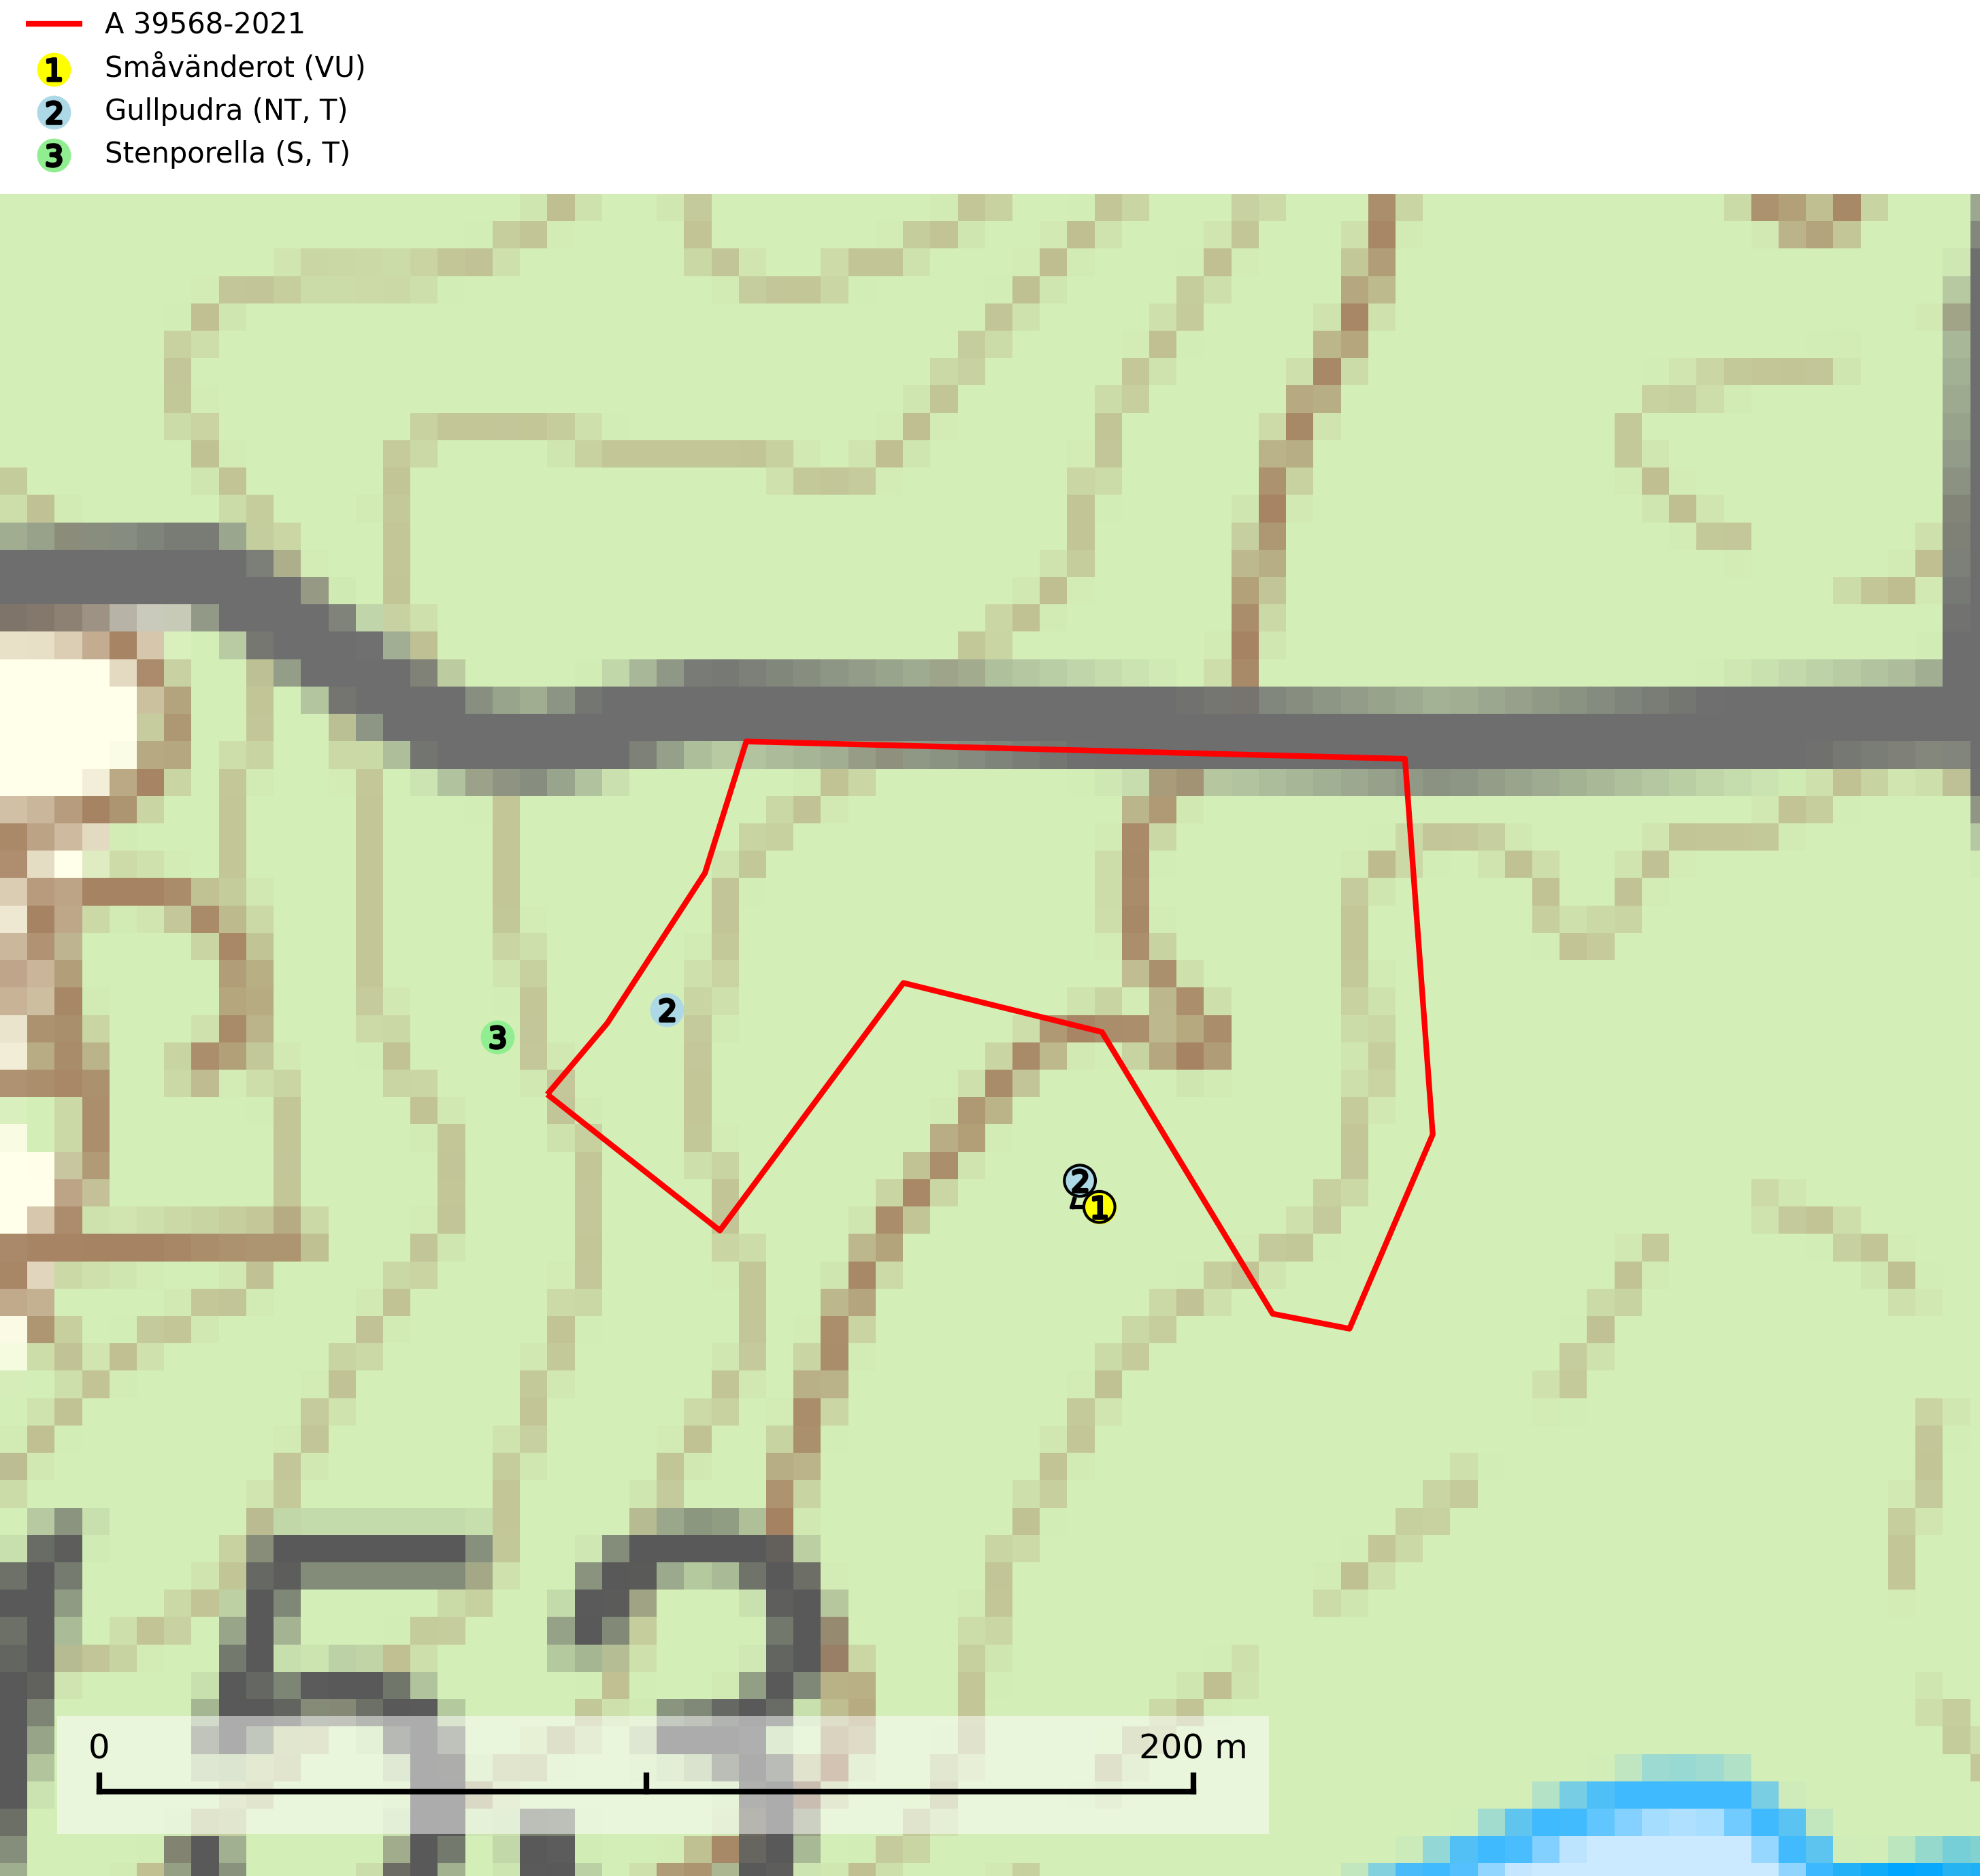 A 39568-2021
1 Småvänderot (VU)
2 Gullpudra (NT, T)
3 Stenporella (S, T)
2
3
2
1
0 200 m